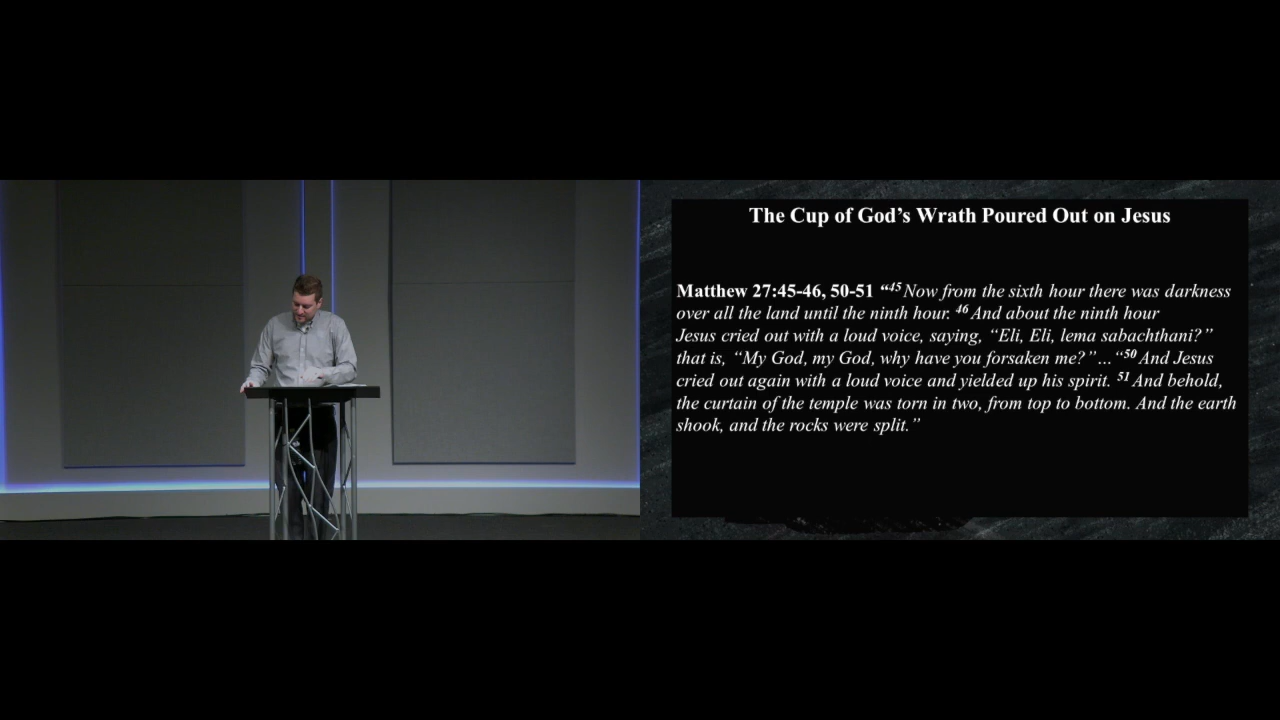 The Cup of God’s Wrath Poured Out on Jesus
Matthew 27:45-46, 50-51 “45 Now from the sixth hour there was darkness
over all the land until the ninth hour. 46 And about the ninth hour
Jesus cried out with a loud voice, saying, “Eli, Eli, lema sabachthani?”
that is, “My God, my God, why have you forsaken me?”…“50 And Jesus
cried out again with a loud voice and yielded up his spirit. 51 And behold,
the curtain of the temple was torn in two, from top to bottom. And the earth
shook, and the rocks were split.”